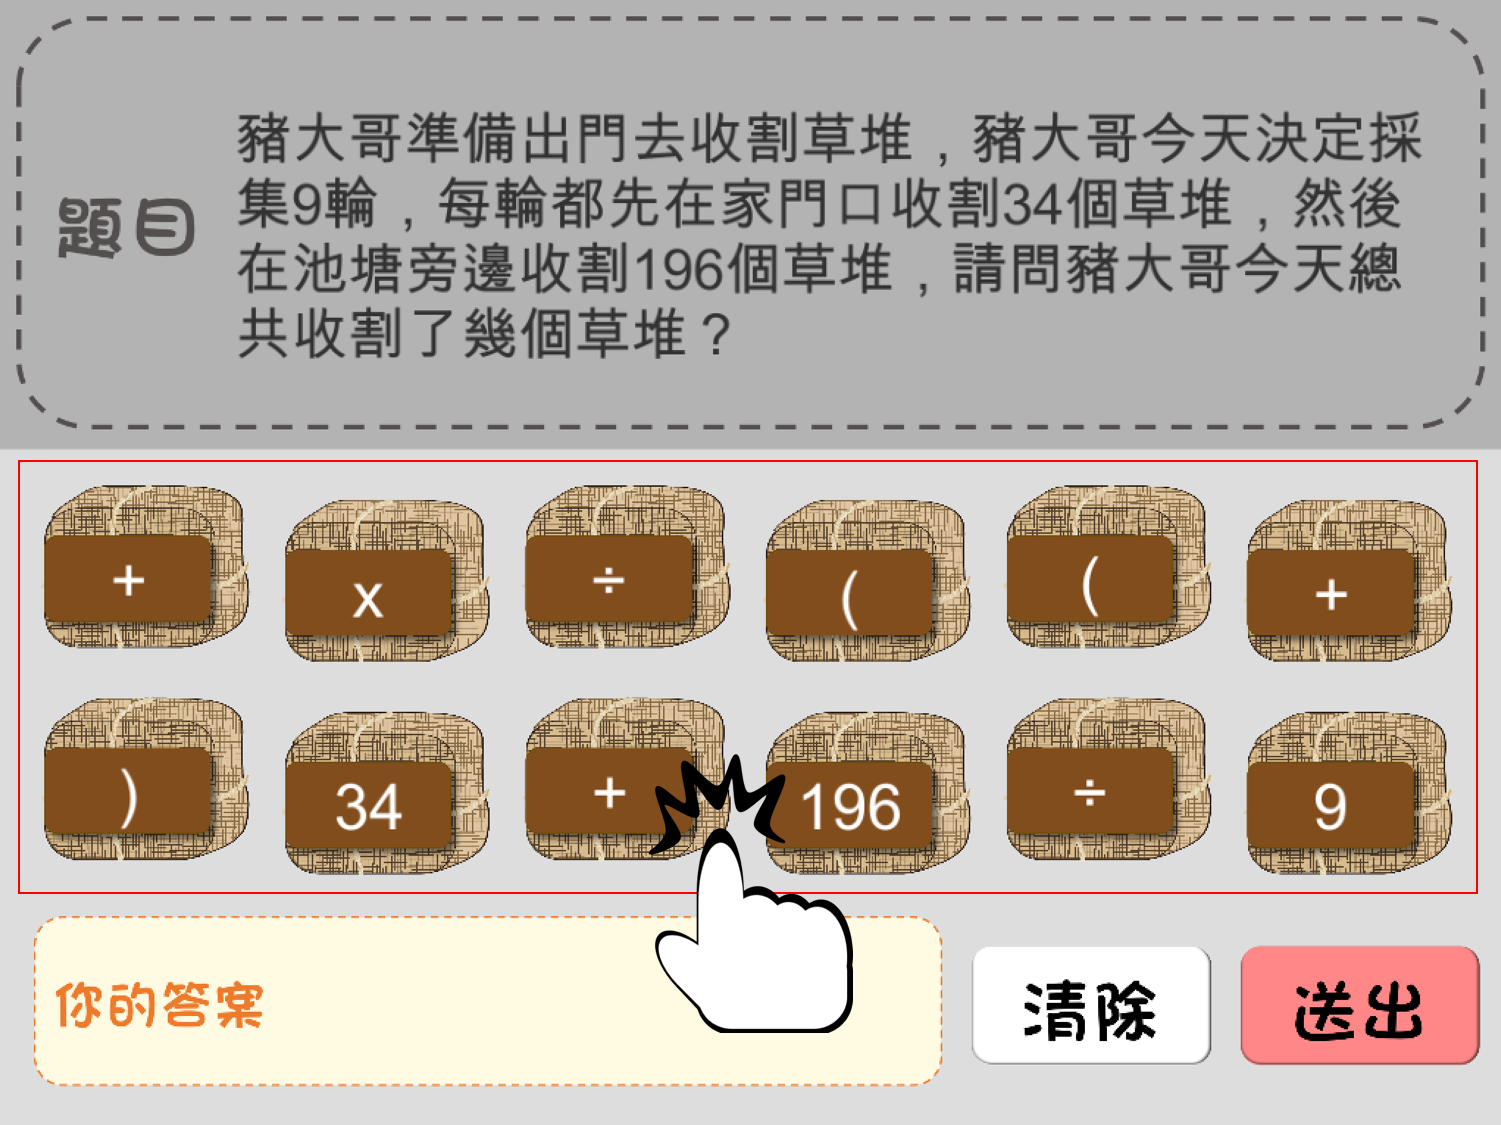 題目
豬大哥準備出門去收割草堆，豬大哥今天決定採
集9輪，每輪都先在家門口收割34個草堆，然後
在池塘旁邊收割196個草堆，請問豬大哥今天總
共收割了幾個草堆？
+ x ÷ ( ( +
) 34 + 196 ÷ 9
你的答案
清除
送出